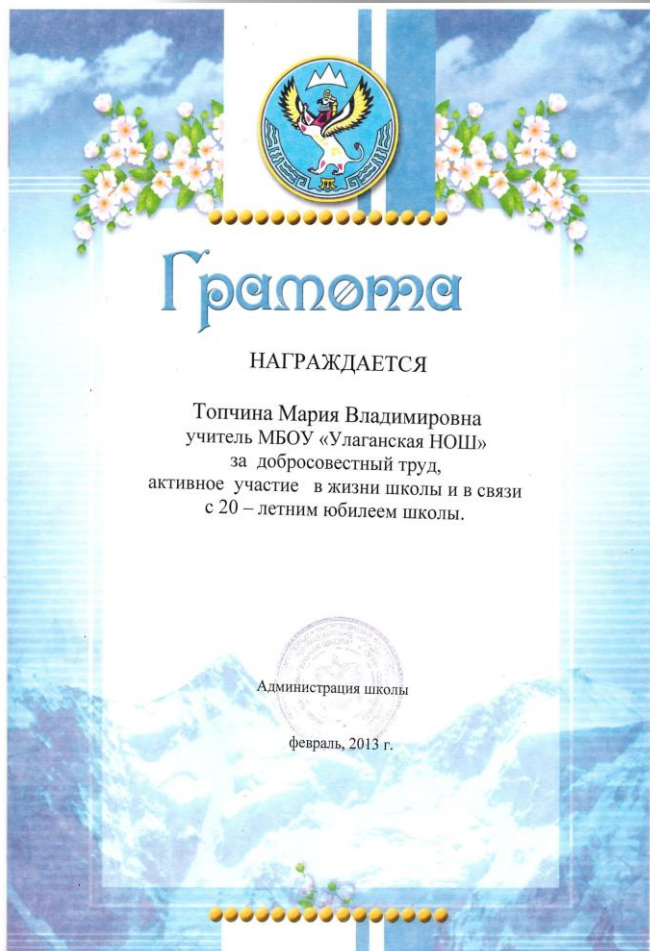 Грамота
НАГРАЖДАЕТСЯ
Топчина Мария Владимировна
учитель МБОУ «Улаганская НОШ»
за добросовестный труд,
активное участие в жизни школы и в связи
с 20 – летним юбилеем школы.
Администрация школы
февраль, 2013 г.